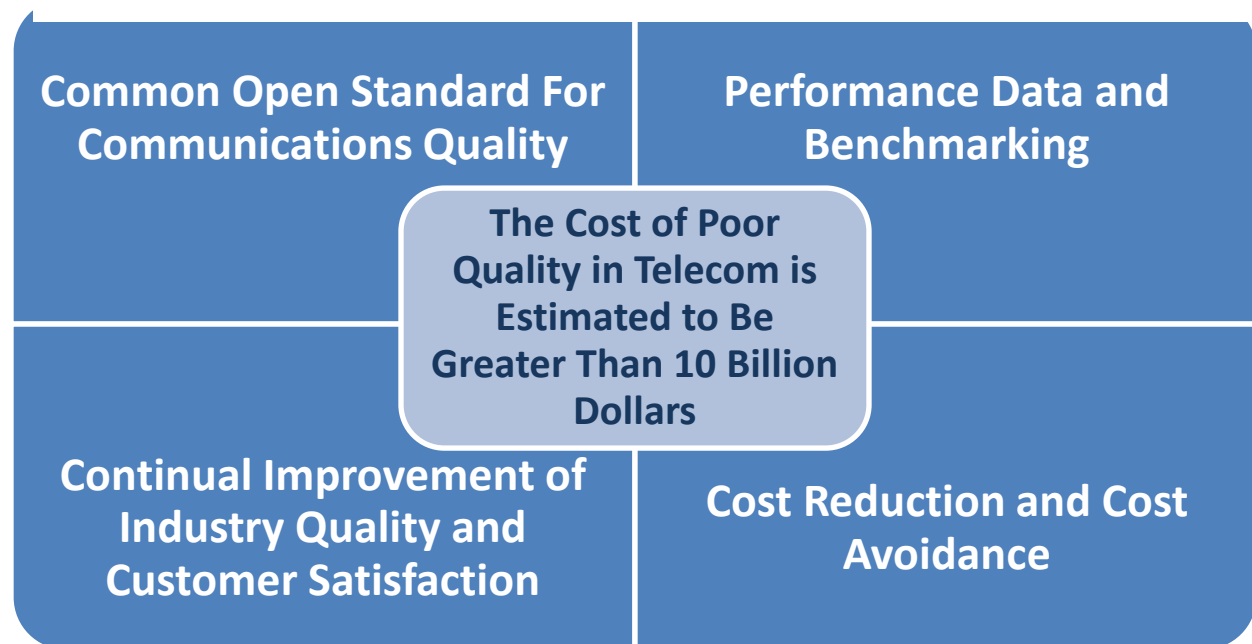 Common Open Standard For
Communications Quality
Performance Data and
Benchmarking
The Cost of Poor
Quality in Telecom is
Estimated to Be
Greater Than 10 Billion
Dollars
Continual Improvement of
Industry Quality and
Customer Satisfaction
Cost Reduction and Cost
Avoidance